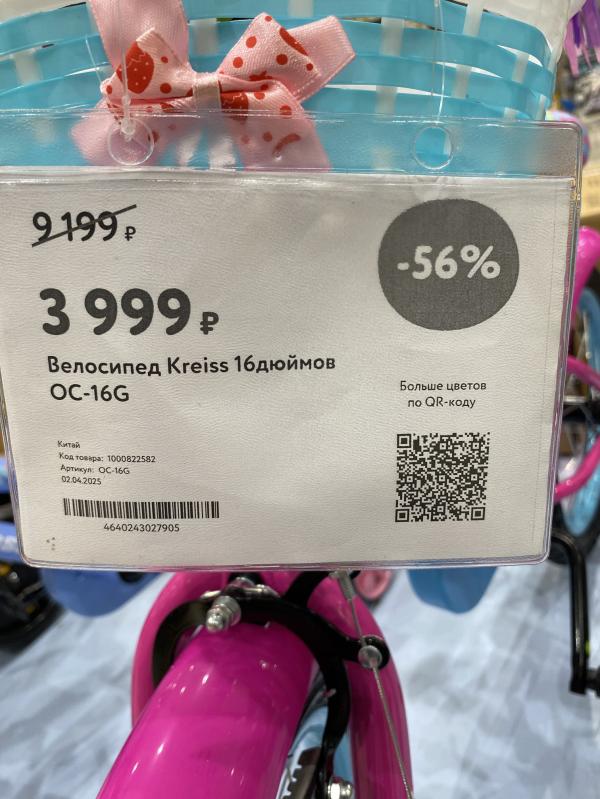 9 199 ₽
-56%
3 999 ₽
Велосипед Kreiss 16дюймов
OC-16G
Больше цветов
по QR-коду
Китай
Код товара: 1000822582
Артикул: OC-16G
02.04.2025
4640243027905